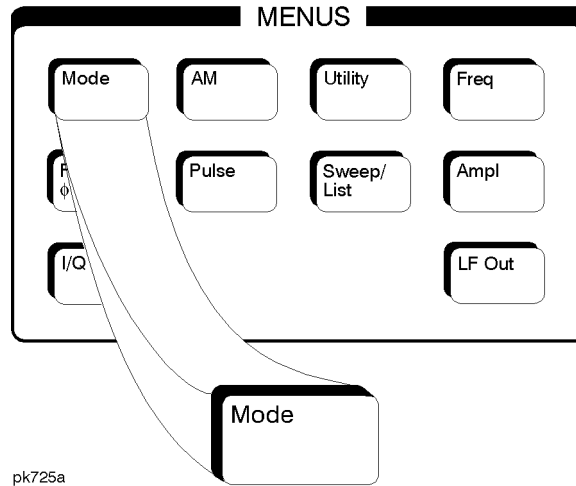 MENUS
Mode
AM
Utility
Freq
ϕ
Pulse
Sweep/
List
Ampl
I/Q
LF Out
Mode
pk725a